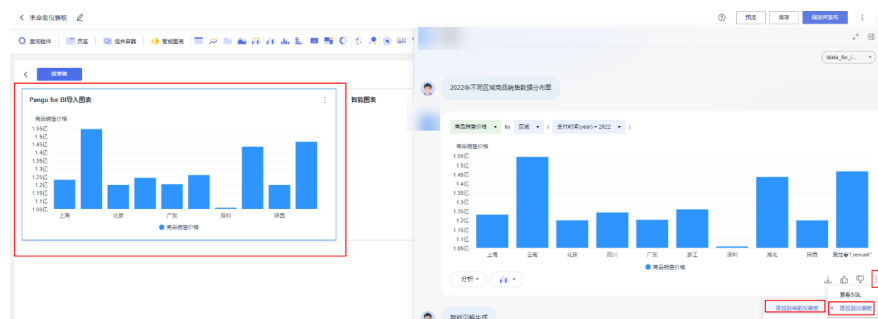 未命名仪表板
预览
保存
保存并发布
查询控件
页签
组合容器
智能图表
故事板
Pangu for BI导入图表
智能图表
商品销售价格
1.55亿
1.5亿
1.45亿
1.4亿
1.35亿
1.3亿
1.25亿
1.2亿
1.15亿
1.1亿
1.05亿
上海
北京
广东
深圳
陕西
商品销售价格
2022年不同区域商品销售数据分布图
商品销售价格 by 区域 ( 支付时间(year) = 2022 )
商品销售价格
1.55亿
1.5亿
1.45亿
1.4亿
1.35亿
1.3亿
1.25亿
1.2亿
1.15亿
1.1亿
1.05亿
上海
云南
北京
四川
广东
浙江
深圳
湖北
陕西
商品销售价格
分析
查看SQL
添加到当前仪表板
添加到仪表板
智能见解生成